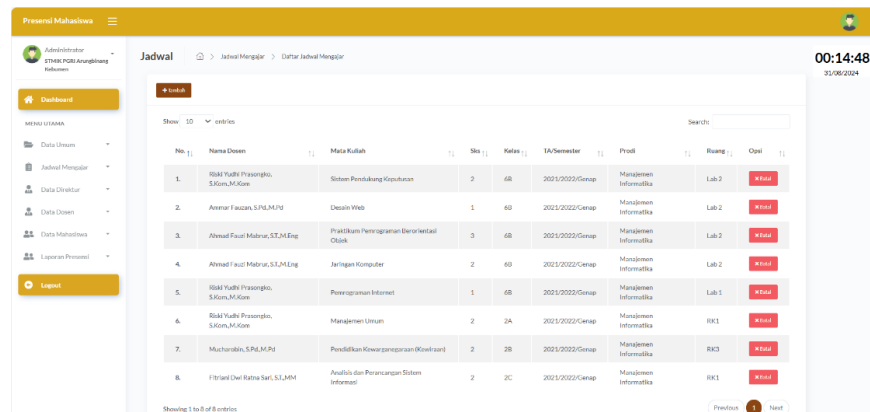 Presensi Mahasiswa
Administrator
STMIK PGRI Arungbinang
Kebumen
Dashboard
MENU UTAMA
Data Umum
Jadwal Mengajar
Data Direktur
Data Dosen
Data Mahasiswa
Laporan Presensi
Logout
Jadwal > Jadwal Mengajar > Daftar Jadwal Mengajar
00:14:48
31/08/2024
+ tambah
Show 10 entries
Search:
No. Nama Dosen Mata Kuliah Sks Kelas TA/Semester Prodi Ruang Opsi
1. Riski Yudhi Prasongko, S.Kom.,M.Kom Sistem Pendukung Keputusan 2 6B 2021/2022/Genap Manajemen Informatika Lab 2 × Batal
2. Ammar Fauzan, S.Pd.,M.Pd Desain Web 1 6B 2021/2022/Genap Manajemen Informatika Lab 2 × Batal
3. Ahmad Fauzi Mabrur, S.T.,M.Eng Praktikum Pemrograman Berorientasi Objek 3 6B 2021/2022/Genap Manajemen Informatika Lab 2 × Batal
4. Ahmad Fauzi Mabrur, S.T.,M.Eng Jaringan Komputer 2 6B 2021/2022/Genap Manajemen Informatika Lab 2 × Batal
5. Riski Yudhi Prasongko, S.Kom.,M.Kom Pemrograman Internet 1 6B 2021/2022/Genap Manajemen Informatika Lab 1 × Batal
6. Riski Yudhi Prasongko, S.Kom.,M.Kom Manajemen Umum 2 2A 2021/2022/Genap Manajemen Informatika RK1 × Batal
7. Mucharobin, S.Pd.,M.Pd Pendidikan Kewarganegaraan (Kewiraan) 2 2B 2021/2022/Genap Manajemen Informatika RK3 × Batal
8. Fitriani Dwi Ratna Sari, S.T.,MM Analisis dan Perancangan Sistem Informasi 2 2C 2021/2022/Genap Manajemen Informatika RK1 × Batal
Showing 1 to 8 of 8 entries
Previous 1 Next